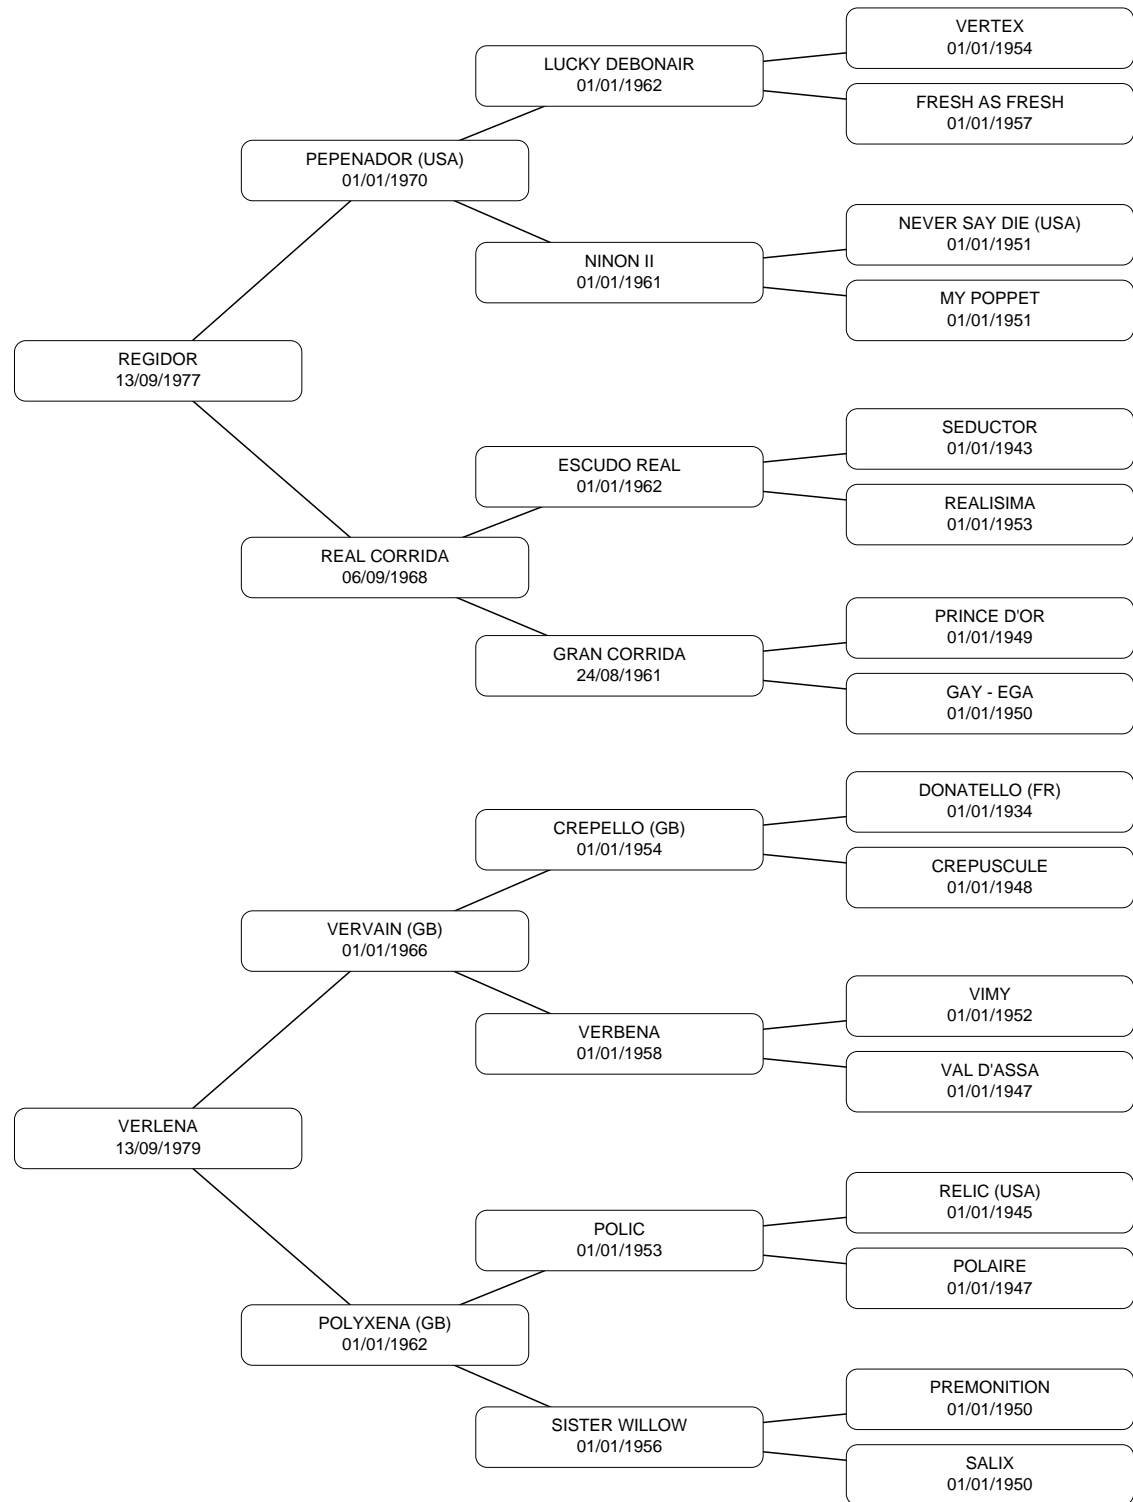 VERTEX
01/01/1954
LUCKY DEBONAIR
01/01/1962
FRESH AS FRESH
01/01/1957
PEPENADOR (USA)
01/01/1970
NEVER SAY DIE (USA)
01/01/1951
NINON II
01/01/1961
MY POPPET
01/01/1951
REGIDOR
13/09/1977
SEDUCTOR
01/01/1943
ESCUDO REAL
01/01/1962
REALISIMA
01/01/1953
REAL CORRIDA
06/09/1968
PRINCE D'OR
01/01/1949
GRAN CORRIDA
24/08/1961
GAY - EGA
01/01/1950
DONATELLO (FR)
01/01/1934
CREPELLO (GB)
01/01/1954
CREPUSCULE
01/01/1948
VERVAIN (GB)
01/01/1966
VIMY
01/01/1952
VERBENA
01/01/1958
VAL D'ASSA
01/01/1947
VERLENA
13/09/1979
RELIC (USA)
01/01/1945
POLIC
01/01/1953
POLAIRE
01/01/1947
POLYXENA (GB)
01/01/1962
PREMONITION
01/01/1950
SISTER WILLOW
01/01/1956
SALIX
01/01/1950